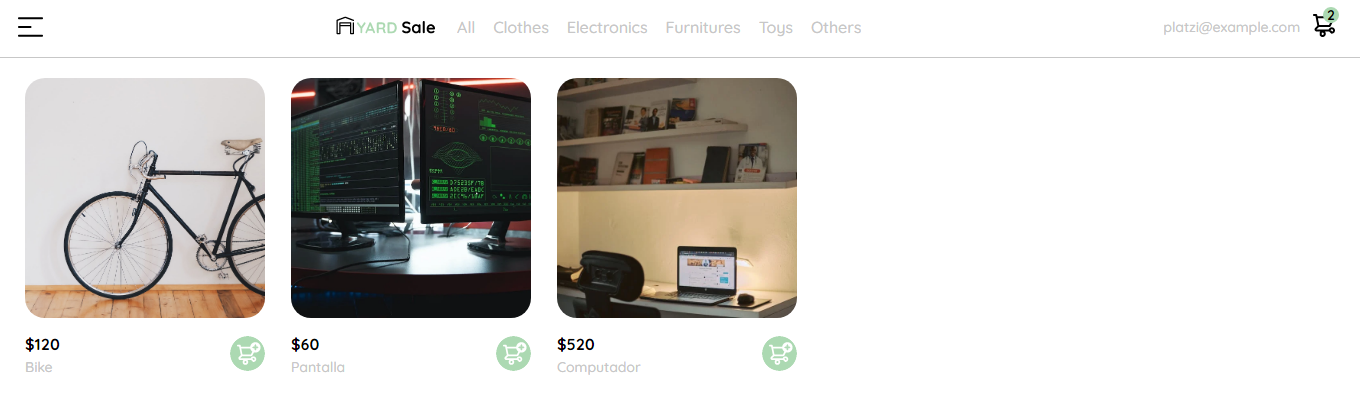 YARD Sale All Clothes Electronics Furnitures Toys Others platzi@example.com 2
$120
Bike
$60
Pantalla
$520
Computador